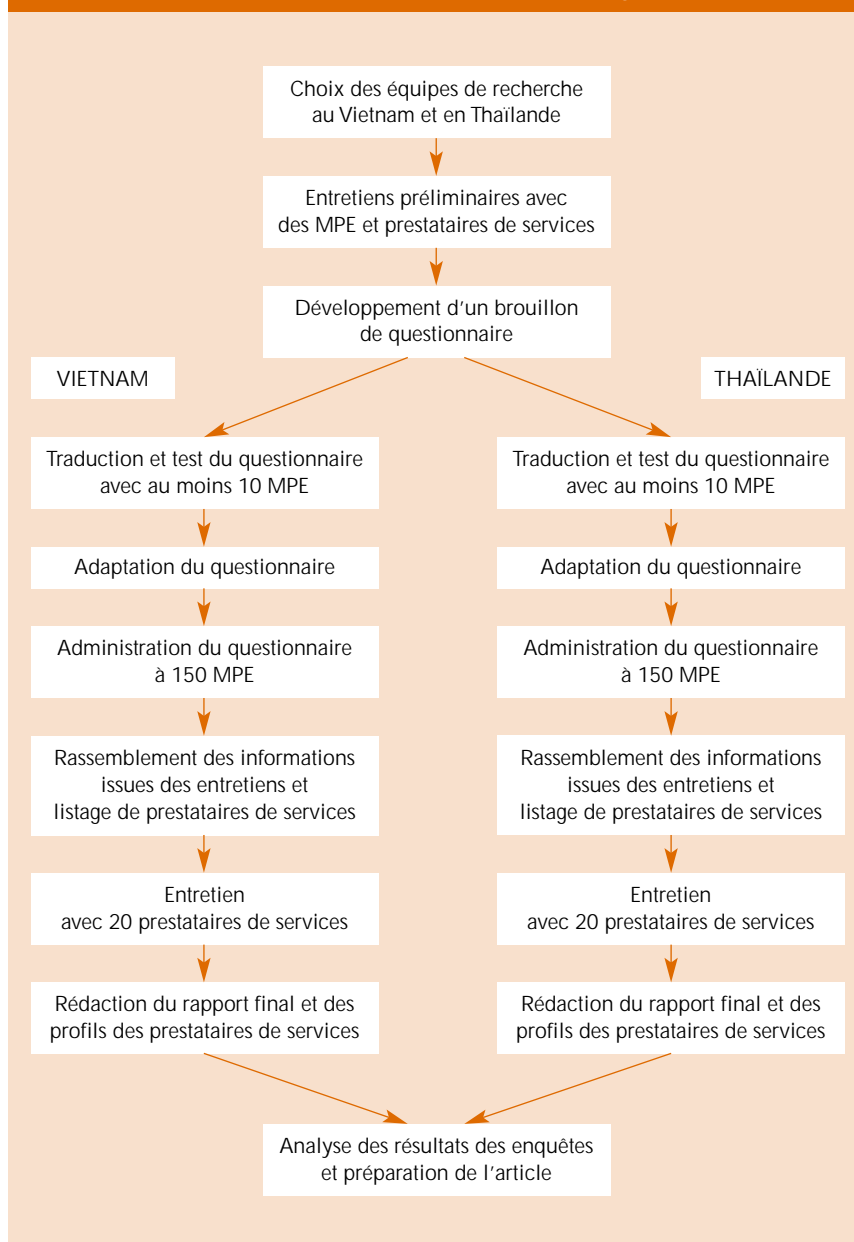 Choix des équipes de recherche
au Vietnam et en Thaïlande
Entretiens préliminaires avec
des MPE et prestataires de services
Développement d'un brouillon
de questionnaire
VIETNAM
Traduction et test du questionnaire
avec au moins 10 MPE
Adaptation du questionnaire
Administration du questionnaire
à 150 MPE
Rassemblement des informations
issues des entretiens et
listage de prestataires de services
Entretien
avec 20 prestataires de services
Rédaction du rapport final et des
profils des prestataires de services
THAÏLANDE
Traduction et test du questionnaire
avec au moins 10 MPE
Adaptation du questionnaire
Administration du questionnaire
à 150 MPE
Rassemblement des informations
issues des entretiens et
listage de prestataires de services
Entretien
avec 20 prestataires de services
Rédaction du rapport final et des
profils des prestataires de services
Analyse des résultats des enquêtes
et préparation de l'article